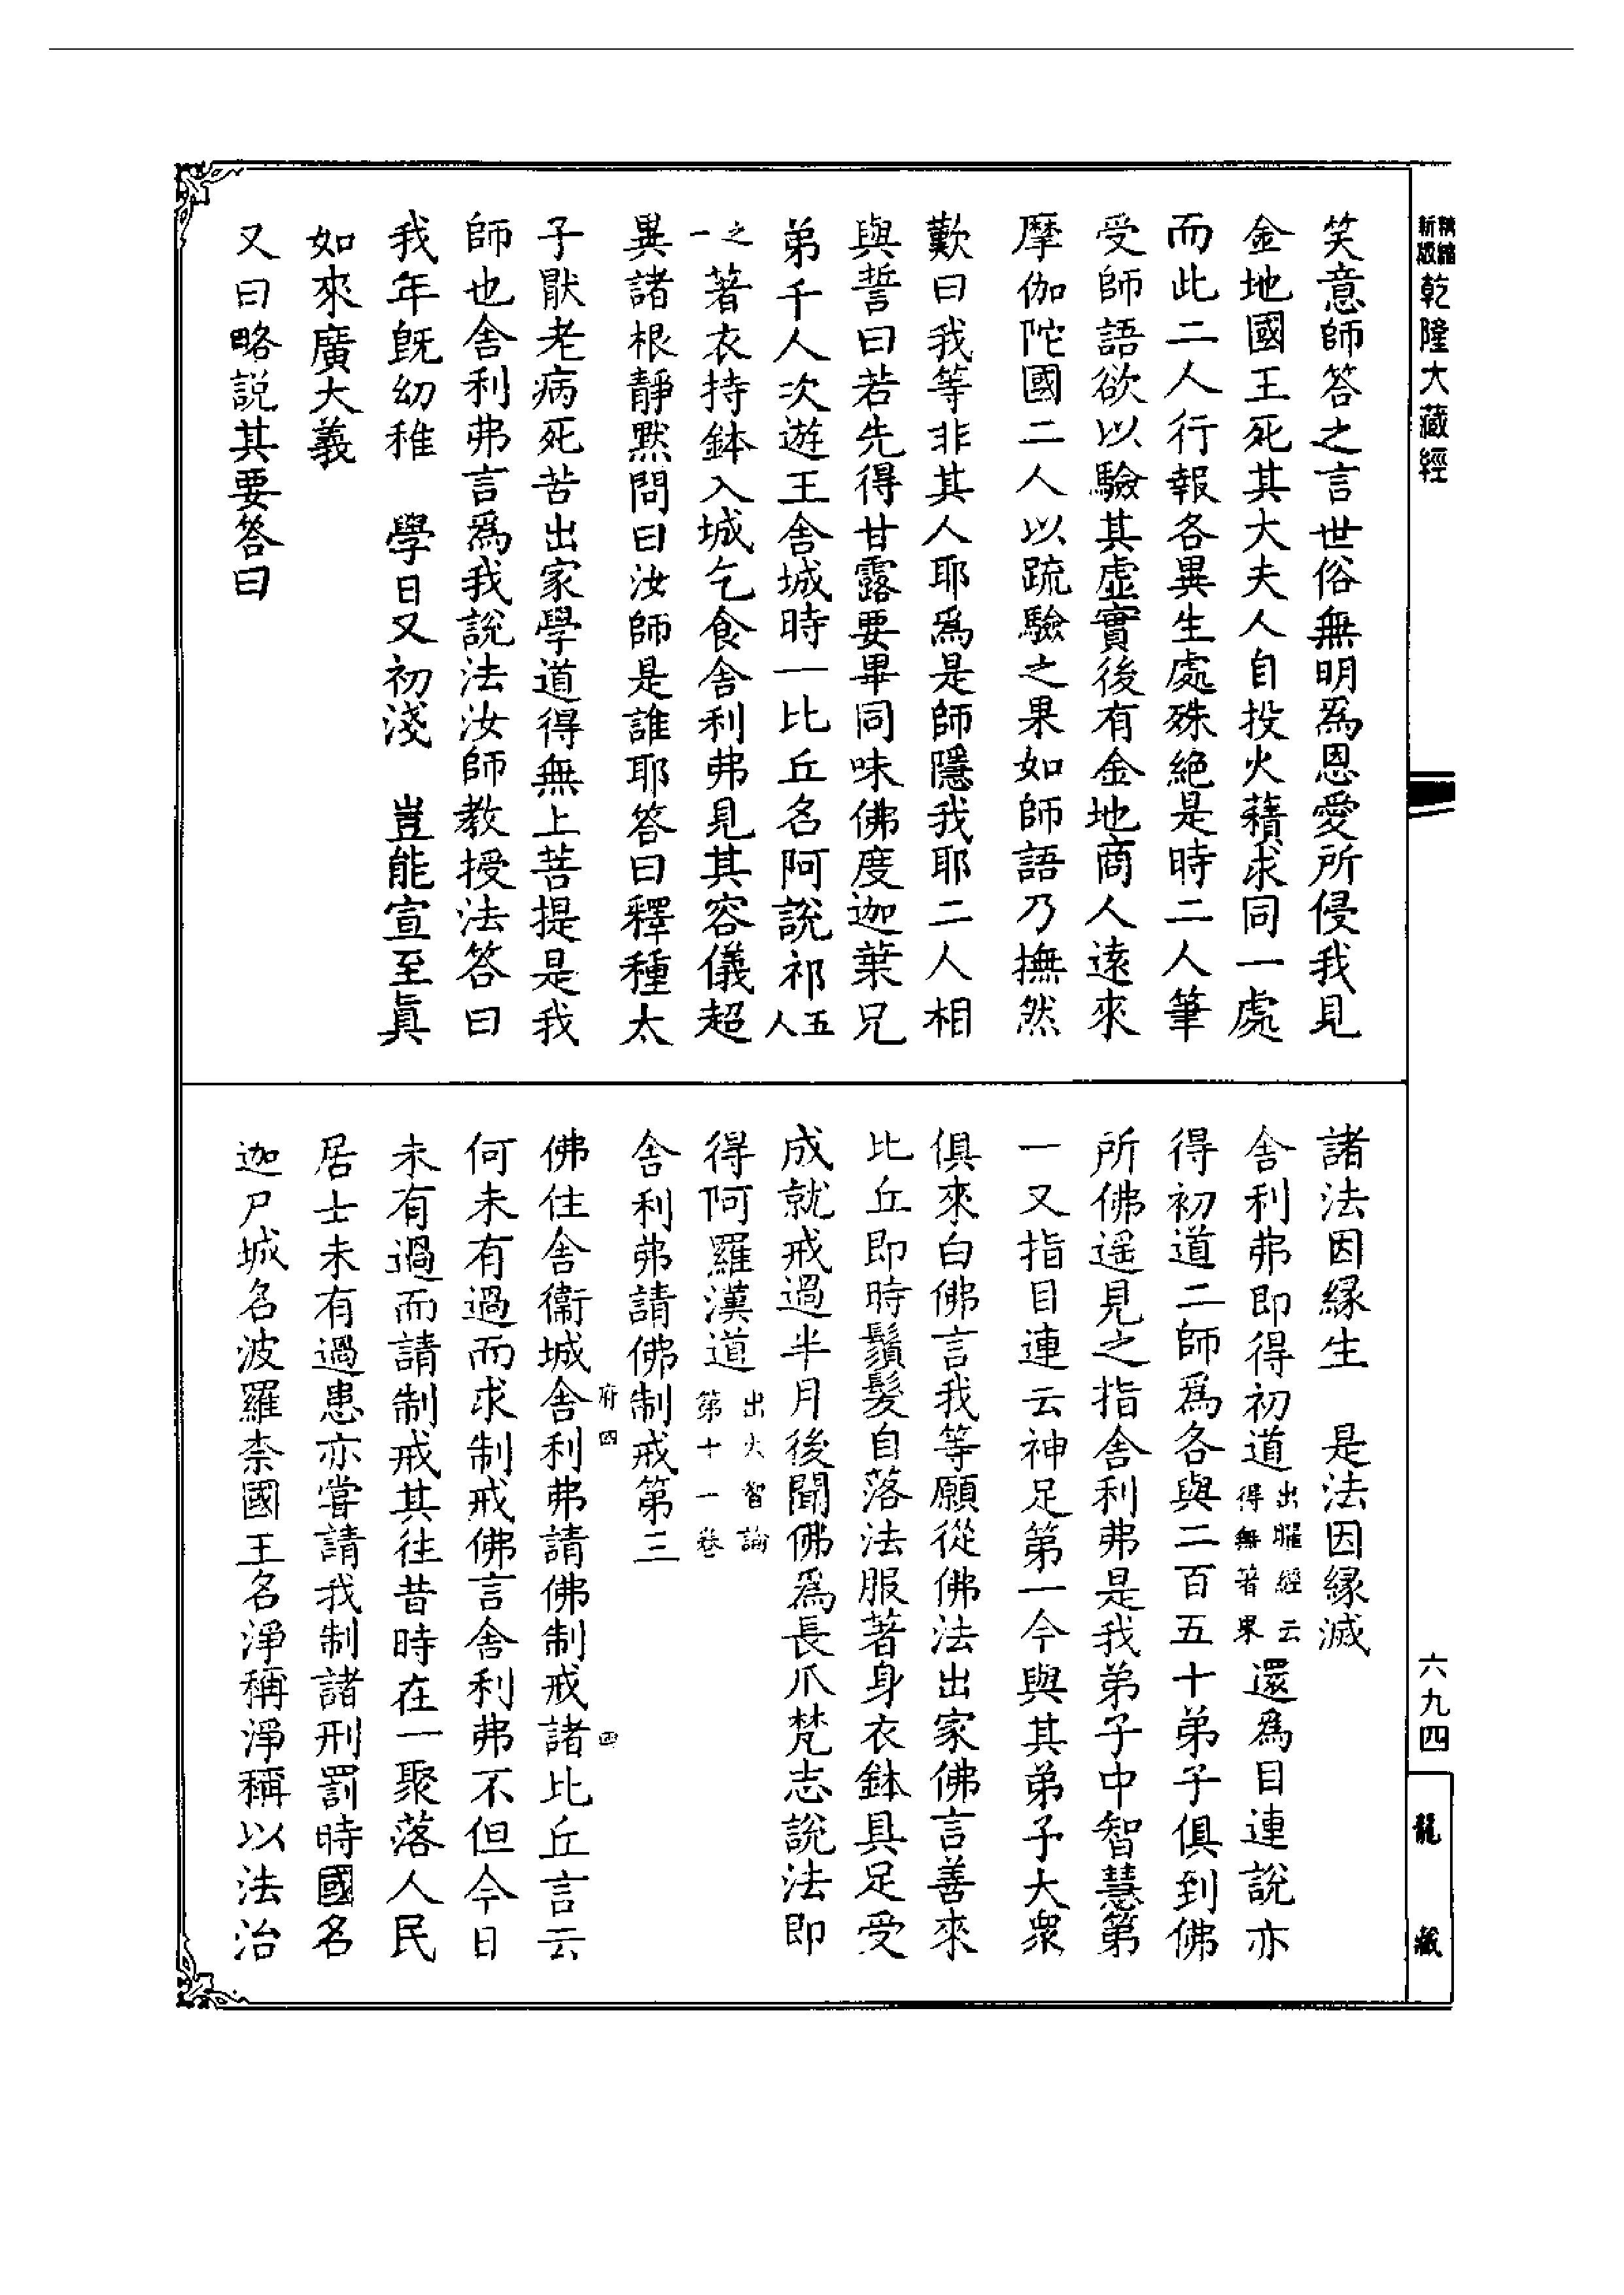 精縮新版 乾隆大藏經
笑意師答之言世俗無明爲恩愛所侵我見
金地國王死其大夫人自投火𧂐求同一處
而此二人行報各異生處殊絶是時二人筆
受師語欲以驗其虛實後有金地商人遠來
摩伽陀國二人以疏驗之果如師語乃撫然
歎曰我等非其人耶爲是師隱我耶二人相
與誓曰若先得甘露要畢同味佛度迦葉兄
弟千人次遊王舍城時一比丘名阿說祁五人
之一著衣持鉢入城乞食舍利弗見其容儀超
異諸根靜黙問曰汝師是誰耶答曰釋種太
子厭老病死苦出家學道得無上菩提是我
師也舍利弗言爲我說法汝師教授法答曰
我年旣幼稚　學日又初淺　豈能宣至眞
如來廣大義
又曰略説其要答曰
諸法因縁生　是法因縁滅
舍利弗即得初道出曜經云得無著果還爲目連說亦
得初道二師爲各與二百五十弟子俱到佛
所佛遥見之指舍利弗是我弟子中智慧第
一又指目連云神足第一今與其弟子大衆
俱來白佛言我等願從佛法出家佛言善來
比丘即時鬚髮自落法服著身衣鉢具足受
成就戒過半月後聞佛爲長爪梵志說法即
得阿羅漢道出大智論第十一卷
舍利弗請佛制戒第三
府四　四
佛住舍衞城舍利弗請佛制戒諸比丘言云
何未有過而求制戒佛言舍利弗不但今日
未有過而請制戒其往昔時在一聚落人民
居士未有過患亦嘗請我制諸刑罰時國名
迦尸城名波羅柰國王名淨稱淨稱以法治
六九四
龍藏